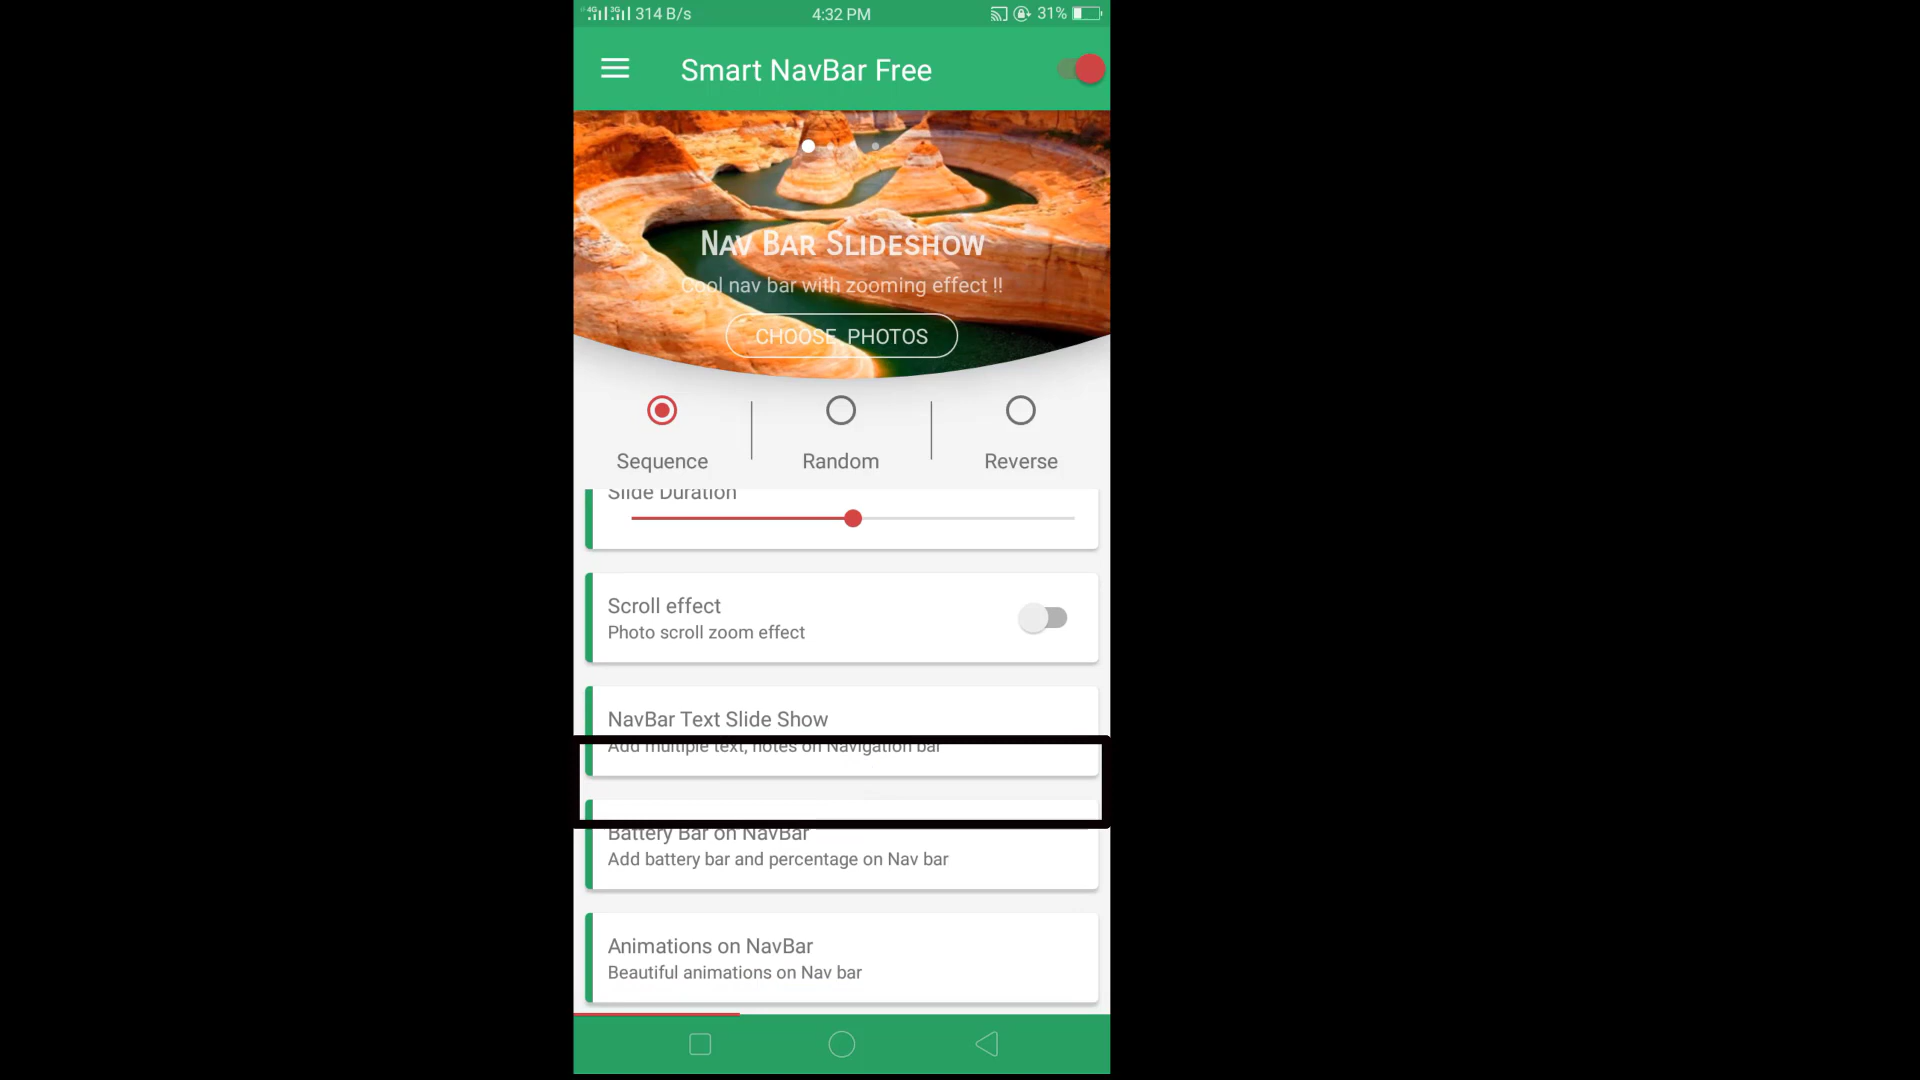 4G 3G 314 B/s 4:32 PM 31%
Smart NavBar Free
Nav Bar Slideshow
Cool nav bar with zooming effect !!
CHOOSE PHOTOS
Sequence Random Reverse
Slide Duration
Scroll effect
Photo scroll zoom effect
NavBar Text Slide Show
Add multiple text, notes on Navigation bar
Battery Bar on NavBar
Add battery bar and percentage on Nav bar
Animations on NavBar
Beautiful animations on Nav bar